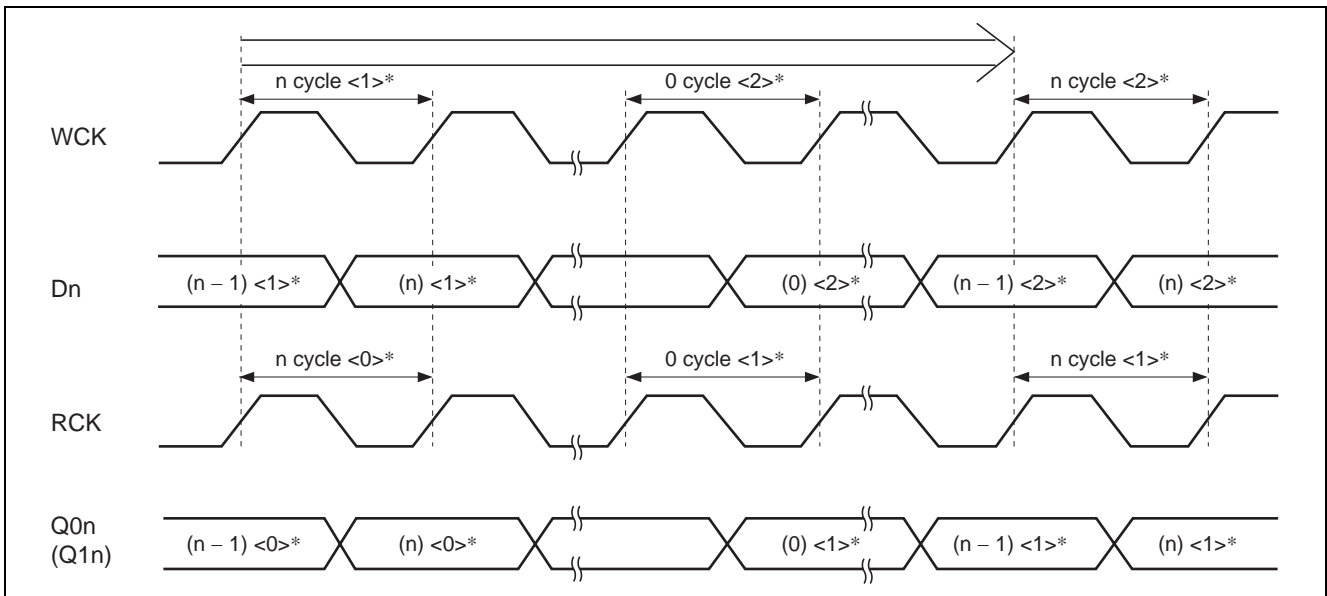 n cycle <1>* 0 cycle <2>* n cycle <2>*
WCK
Dn (n – 1) <1>* (n) <1>* (0) <2>* (n – 1) <2>* (n) <2>*
n cycle <0>* 0 cycle <1>* n cycle <1>*
RCK
Q0n
(Q1n) (n – 1) <0>* (n) <0>* (0) <1>* (n – 1) <1>* (n) <1>*